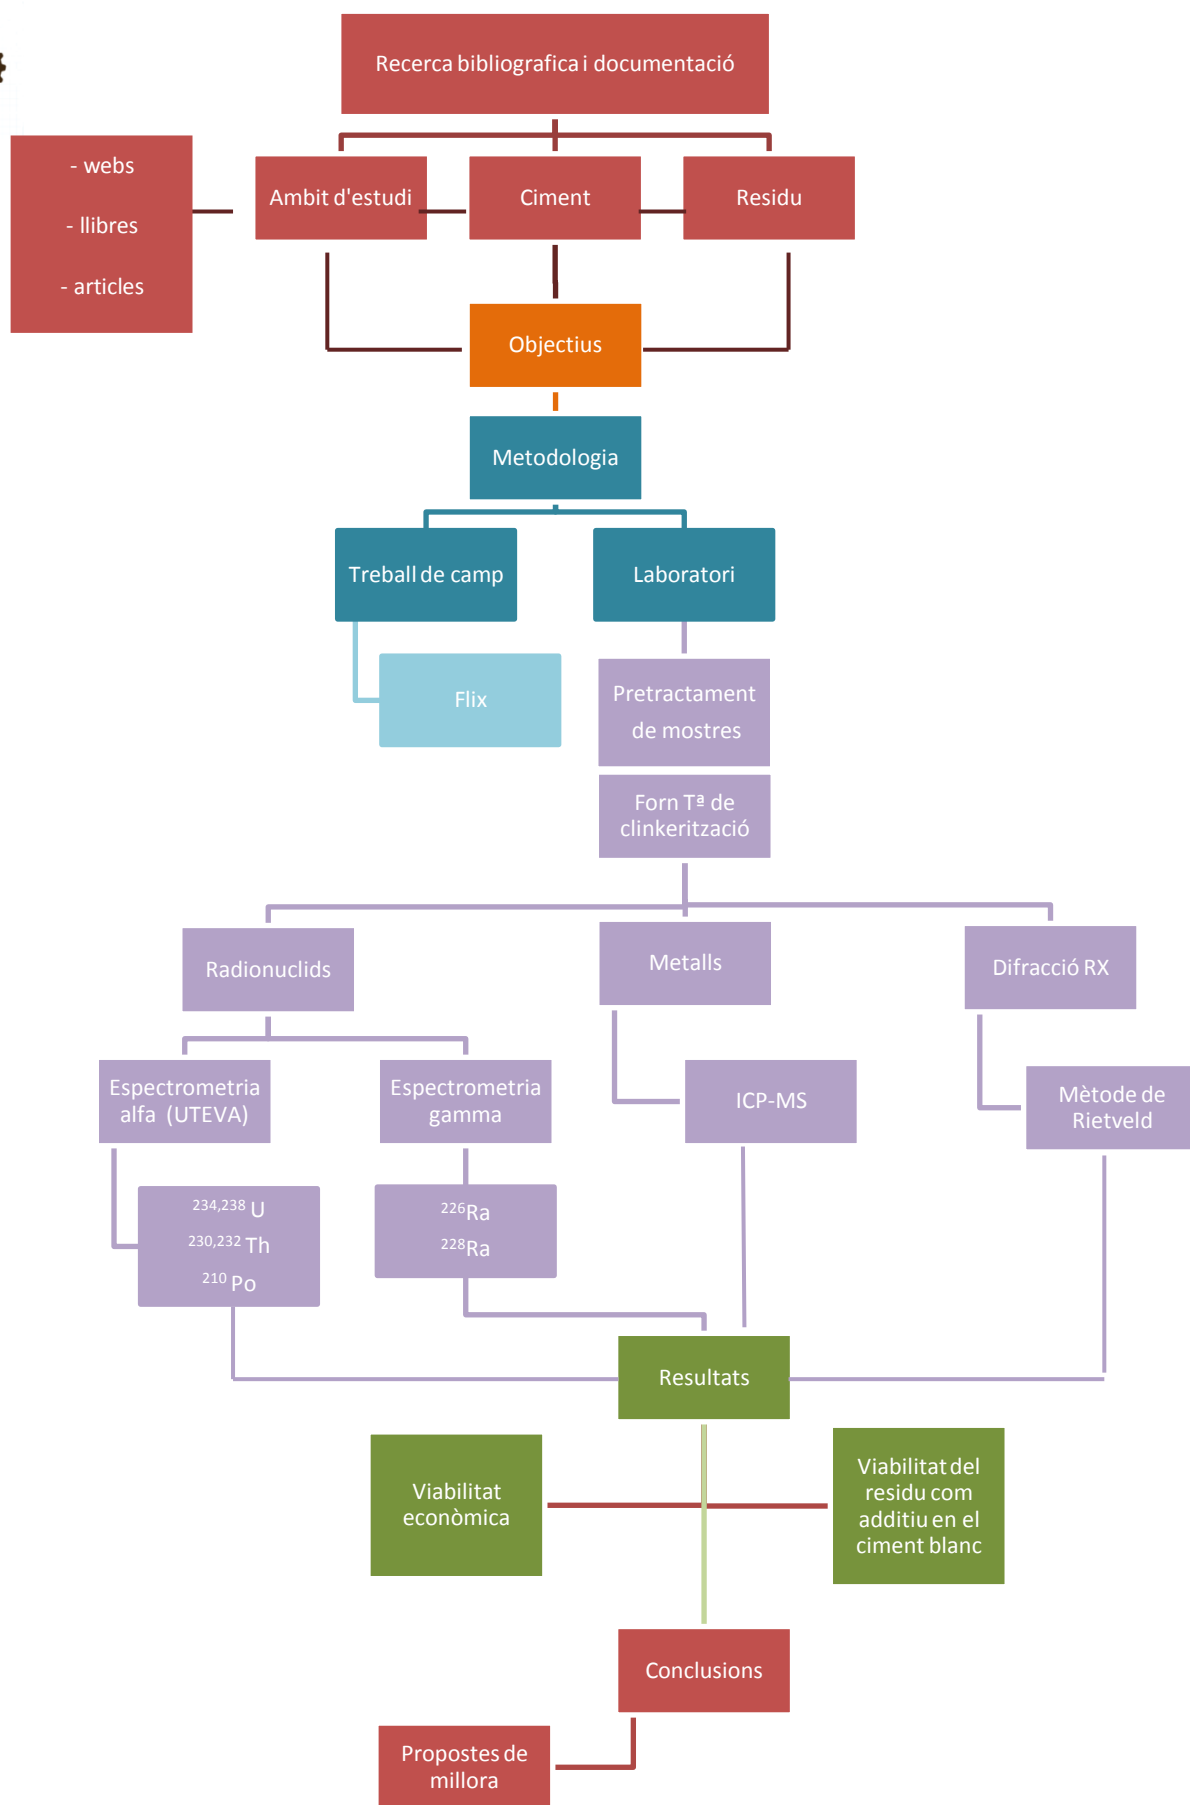 Recerca bibliografica i documentació
- webs
- llibres
- articles
Ambit d'estudi
Ciment
Residu
Objectius
Metodologia
Treball de camp
Laboratori
Flix
Pretractament
de mostres
Forn Tª de
clinkerització
Radionuclids
Metalls
Difracció RX
Espectrometria
alfa (UTEVA)
Espectrometria
gamma
ICP-MS
Mètode de
Rietveld
234,238 U
230,232 Th
210 Po
226Ra
228Ra
Resultats
Viabilitat
econòmica
Viabilitat del
residu com
additiu en el
ciment blanc
Conclusions
Propostes de
millora